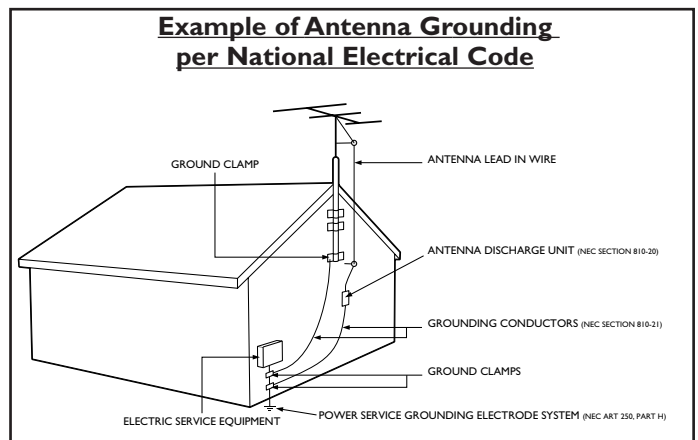 Example of Antenna Grounding
per National Electrical Code
GROUND CLAMP
ANTENNA LEAD IN WIRE
ANTENNA DISCHARGE UNIT (NEC SECTION 810-20)
GROUNDING CONDUCTORS (NEC SECTION 810-21)
GROUND CLAMPS
ELECTRIC SERVICE EQUIPMENT
POWER SERVICE GROUNDING ELECTRODE SYSTEM (NEC ART 250, PART H)